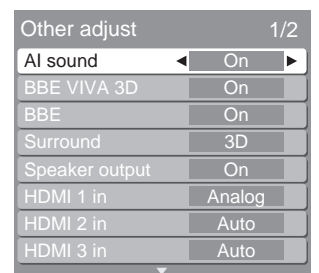 Other adjust 1/2
AI sound On
BBE VIVA 3D On
BBE On
Surround 3D
Speaker output On
HDMI 1 in Analog
HDMI 2 in Auto
HDMI 3 in Auto